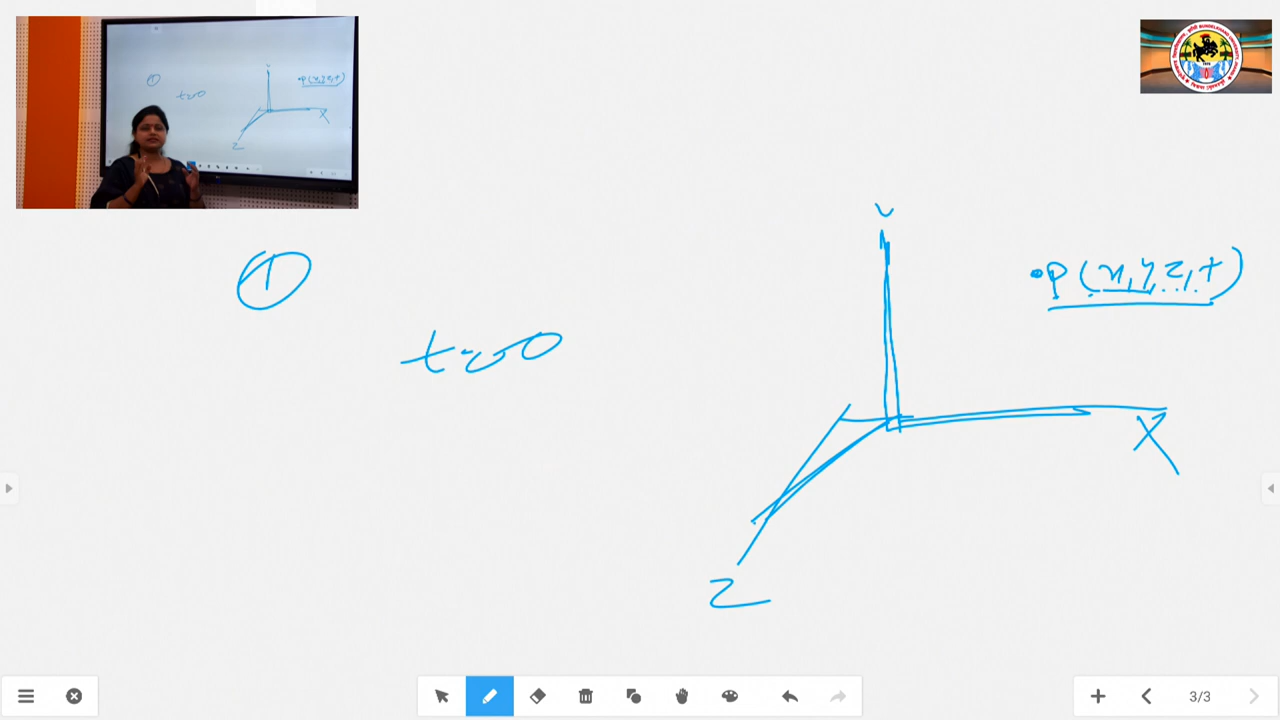 ①
t=0
y
•P(x, y, z, t)
X
Z
3/3